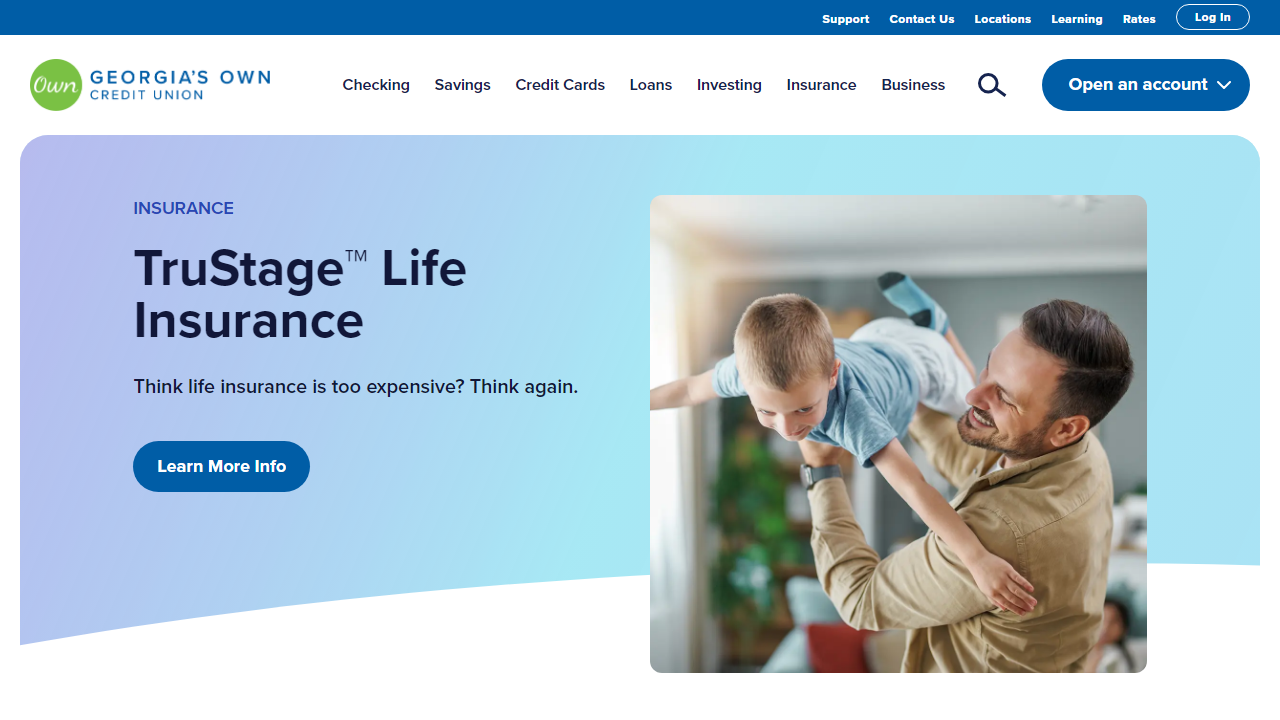 Support Contact Us Locations Learning Rates Log In
Own GEORGIA'S OWN
CREDIT UNION
Checking Savings Credit Cards Loans Investing Insurance Business Open an account
INSURANCE
TruStage™ Life
Insurance
Think life insurance is too expensive? Think again.
Learn More Info